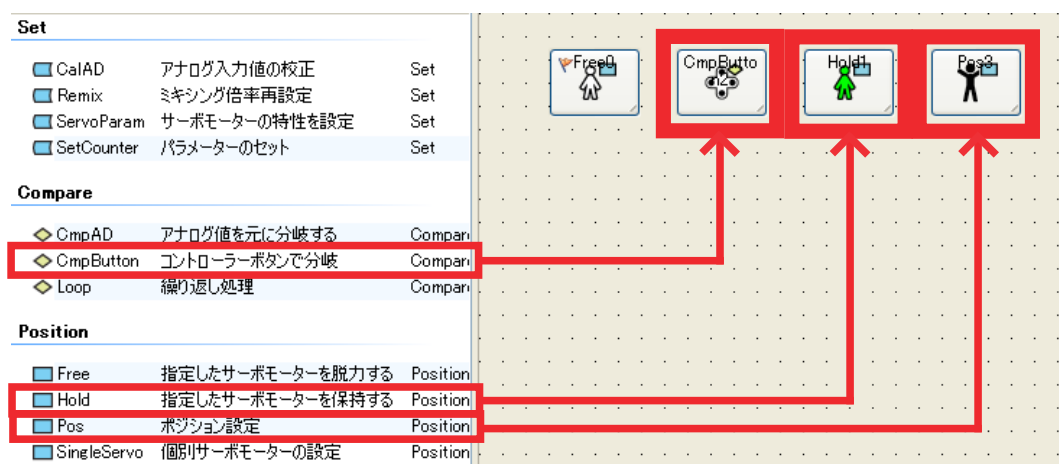 Set
CalAD アナログ入力値の校正 Set
Remix ミキシング倍率再設定 Set
ServoParam サーボモーターの特性を設定 Set
SetCounter パラメーターのセット Set
Compare
CmpAD アナログ値を元に分岐する Compar
CmpButton コントローラーボタンで分岐 Compar
Loop 繰り返し処理 Compar
Position
Free 指定したサーボモーターを脱力する Position
Hold 指定したサーボモーターを保持する Position
Pos ポジション設定 Position
SingleServo 個別サーボモーターの設定 Position
Free0 CmpButto Hold1 Pos3